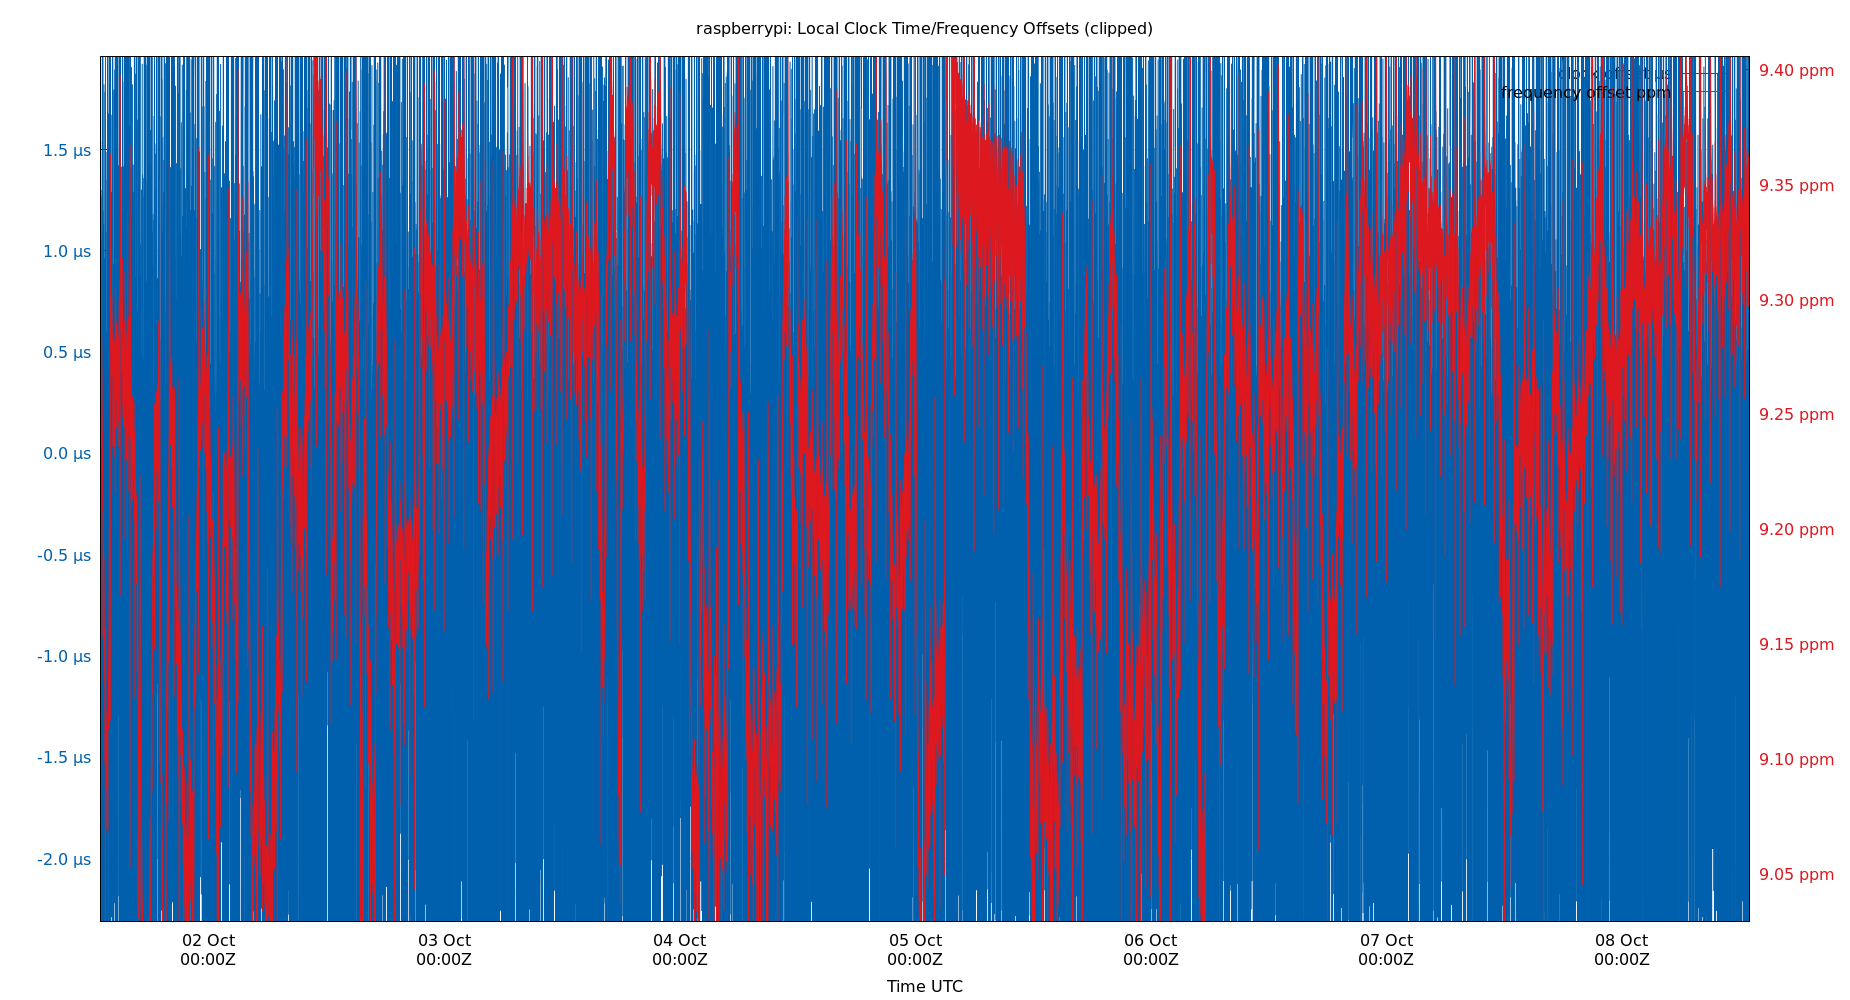 raspberrypi: Local Clock Time/Frequency Offsets (clipped)
clock offset µs
frequency offset ppm
9.40 ppm
1.5 µs
9.35 ppm
1.0 µs
9.30 ppm
0.5 µs
9.25 ppm
0.0 µs
9.20 ppm
-0.5 µs
9.15 ppm
-1.0 µs
9.10 ppm
-1.5 µs
9.05 ppm
-2.0 µs
02 Oct
00:00Z
03 Oct
00:00Z
04 Oct
00:00Z
05 Oct
00:00Z
06 Oct
00:00Z
07 Oct
00:00Z
08 Oct
00:00Z
Time UTC